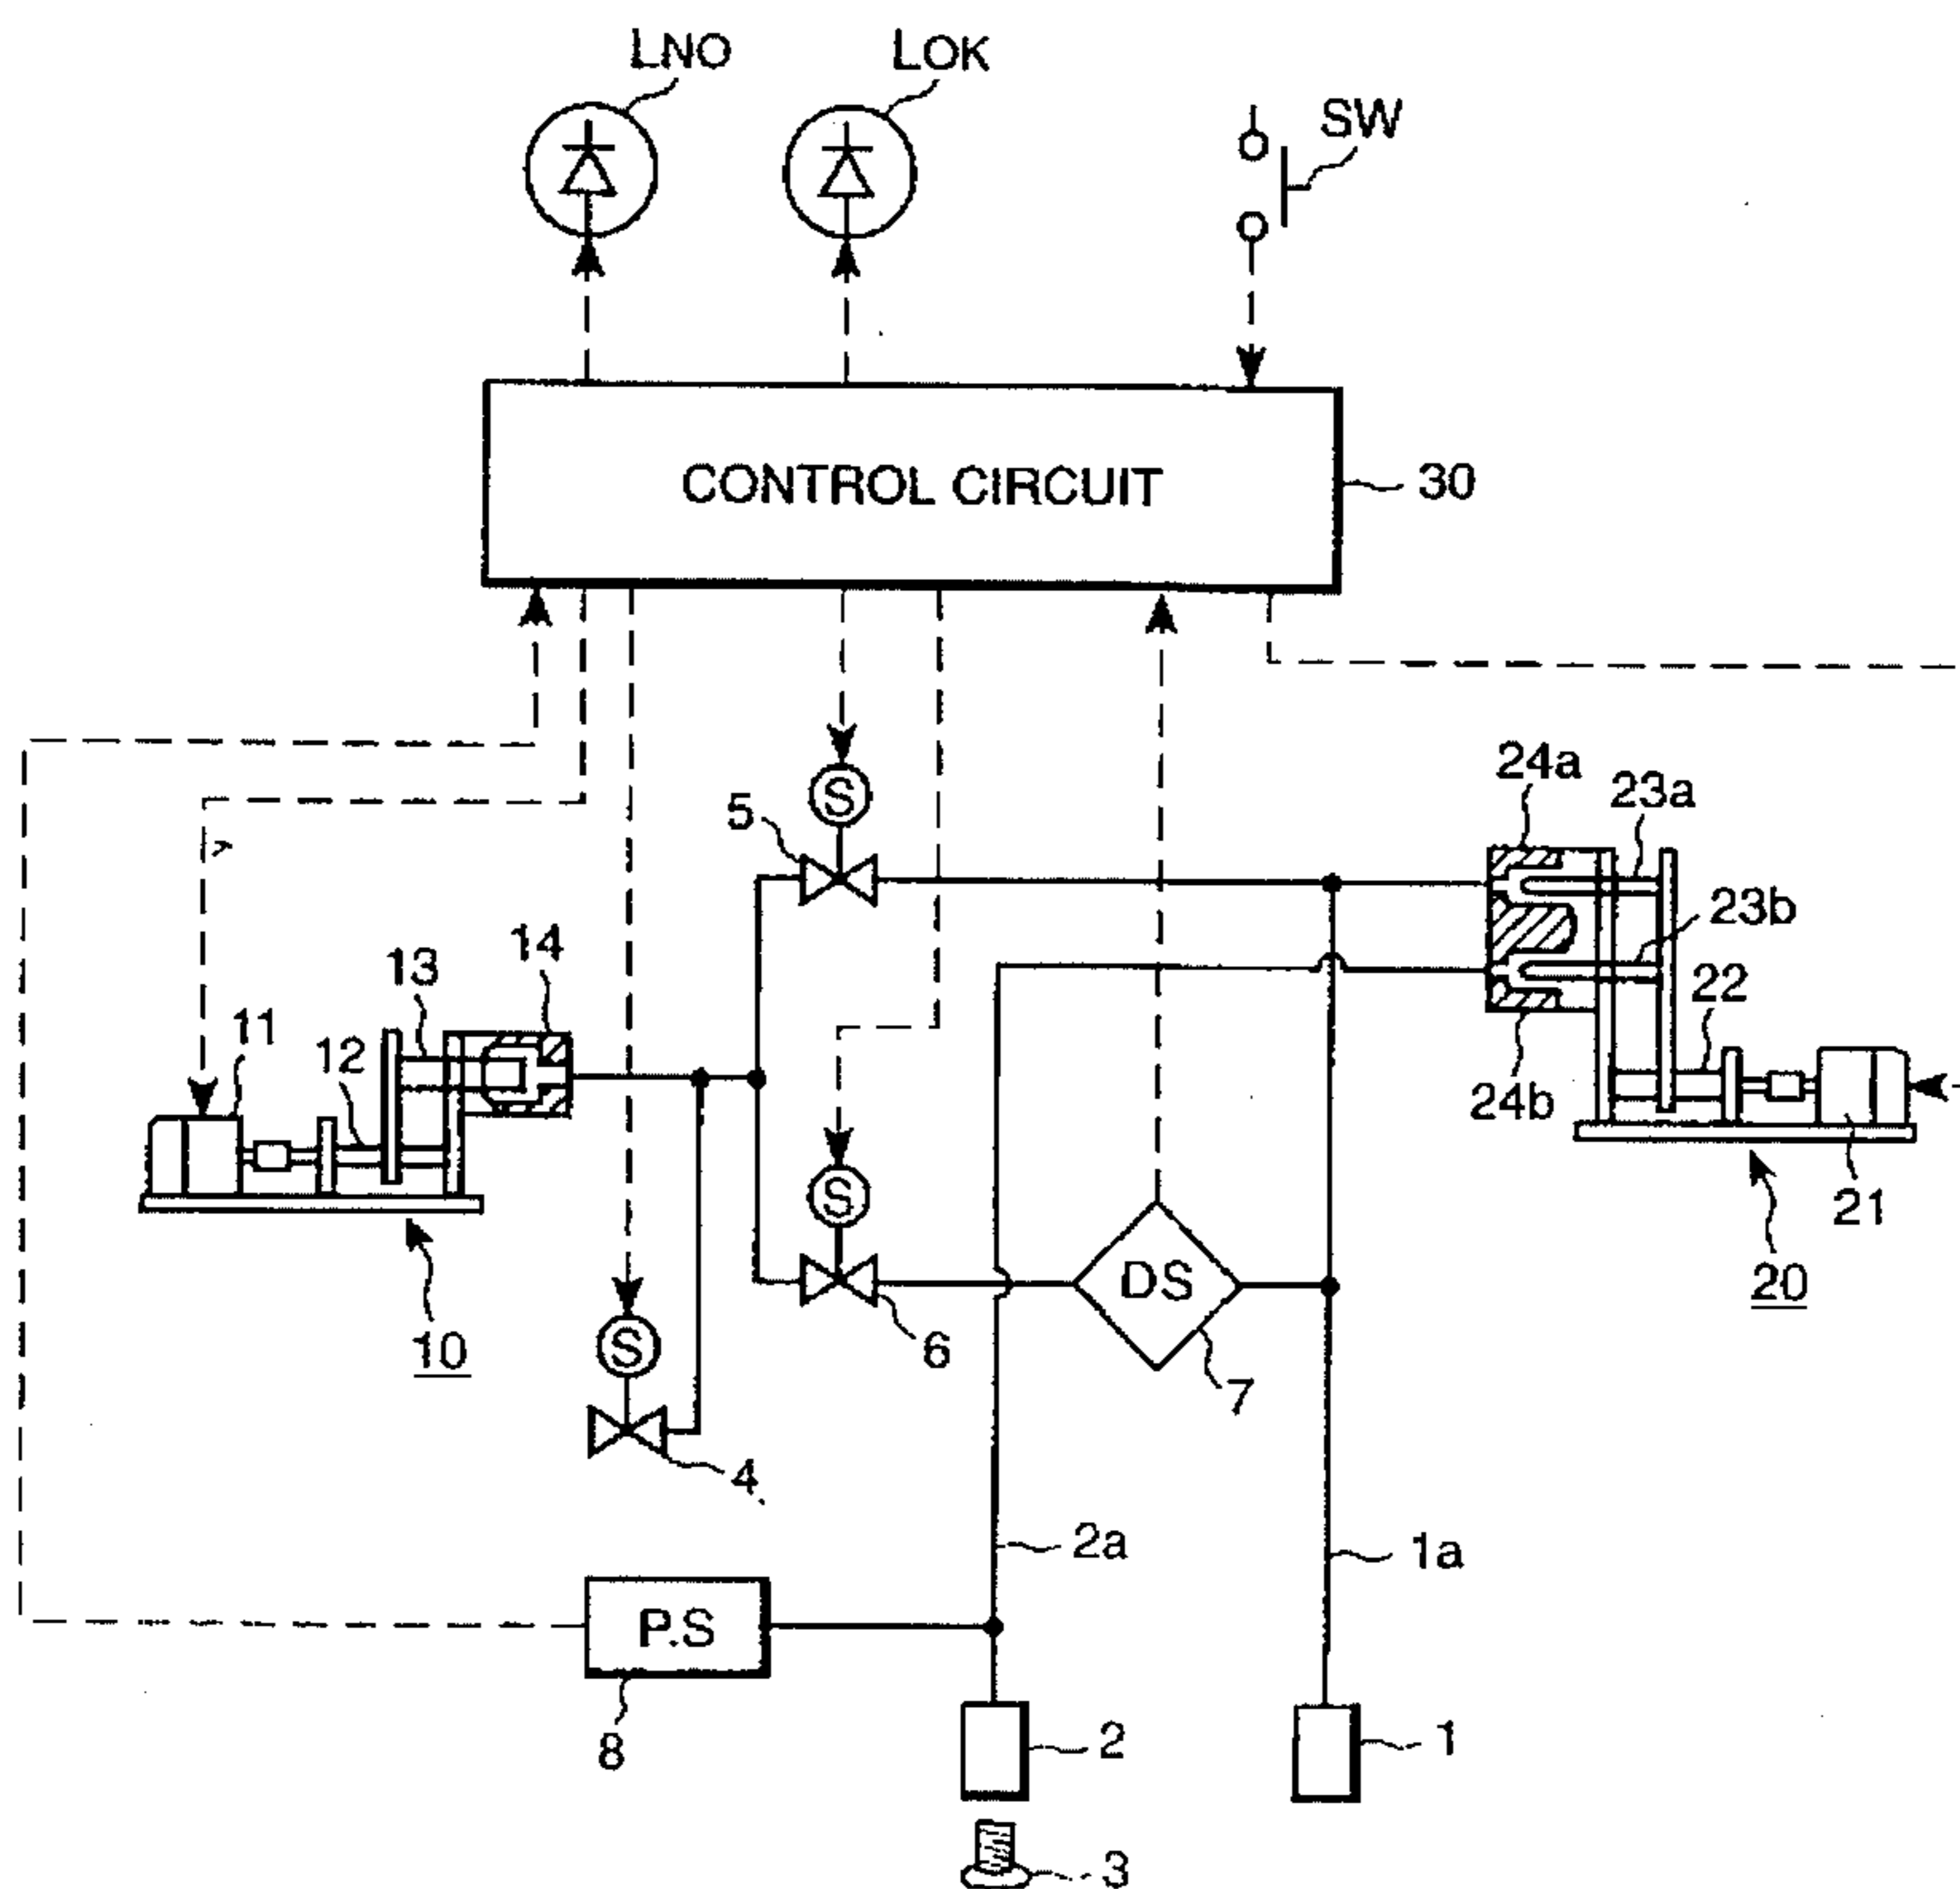 LNO
LOK
SW
CONTROL CIRCUIT
30
24a
23a
5
S
23b
14
13
22
11
12
24b
S
21
DS
20
10
S
6
7
4
2a
1a
P.S
2
1
8
3